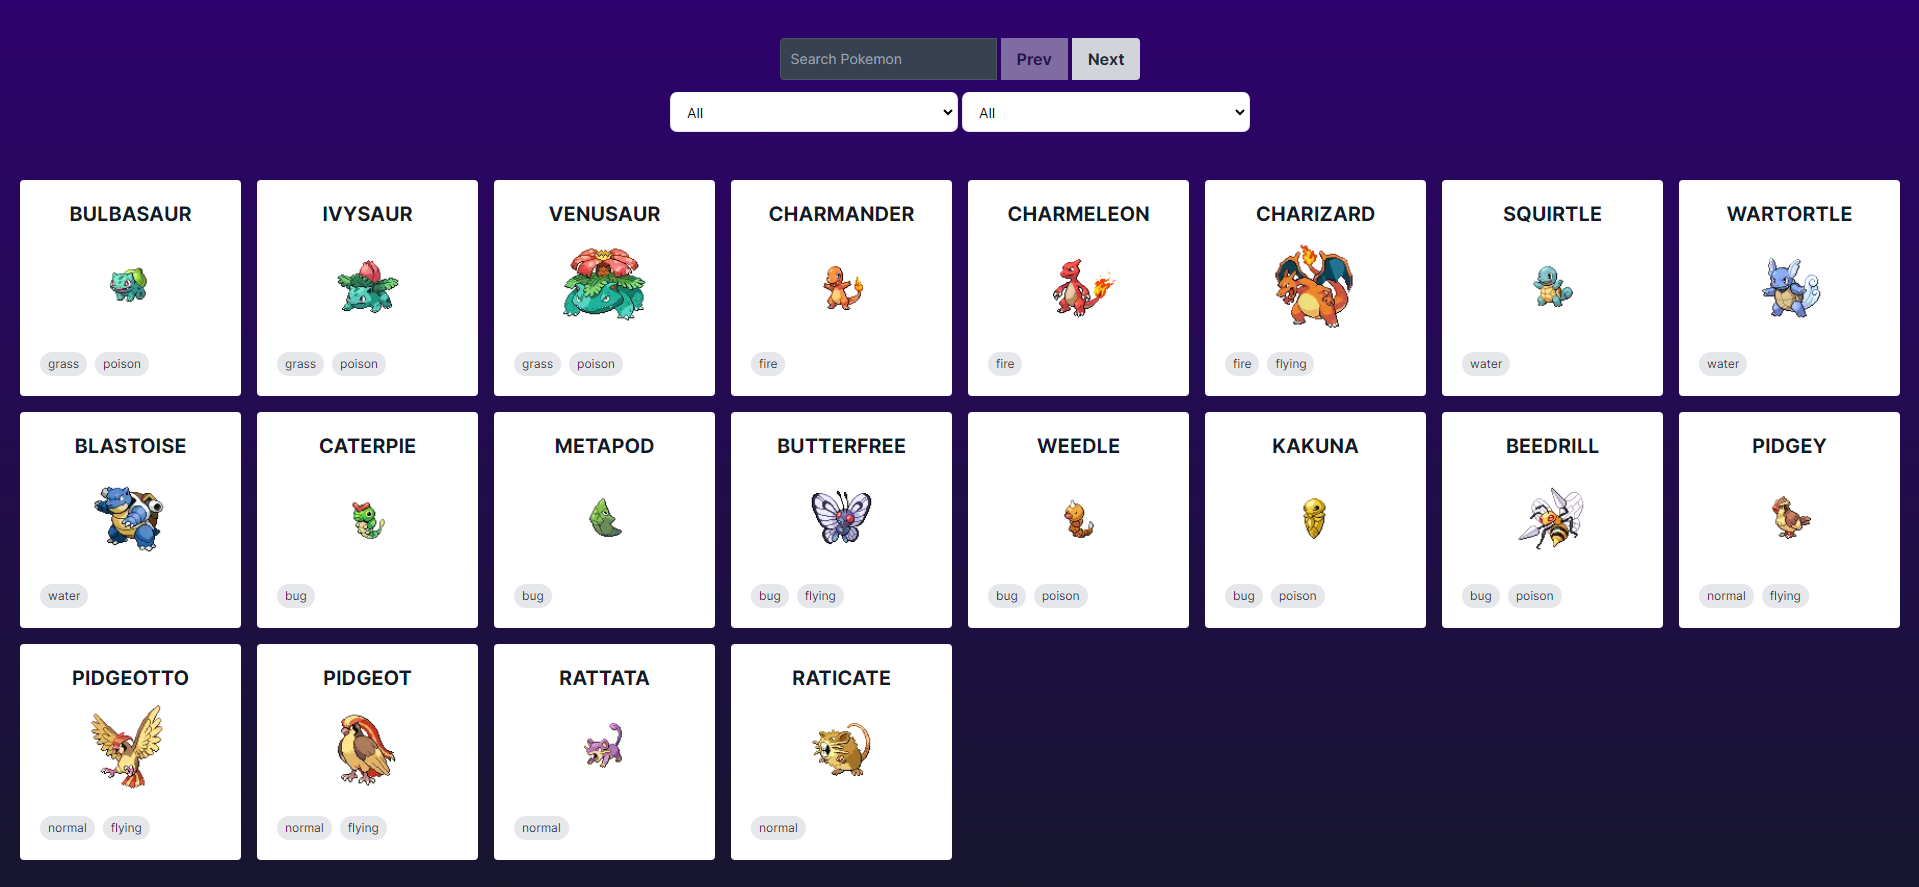 Search Pokemon Prev Next
All All
BULBASAUR IVYSAUR VENUSAUR CHARMANDER CHARMELEON CHARIZARD SQUIRTLE WARTORTLE
grass poison grass poison grass poison fire fire fire flying water water
BLASTOISE CATERPIE METAPOD BUTTERFREE WEEDLE KAKUNA BEEDRILL PIDGEY
water bug bug bug flying bug poison bug poison bug poison normal flying
PIDGEOTTO PIDGEOT RATTATA RATICATE
normal flying normal flying normal normal